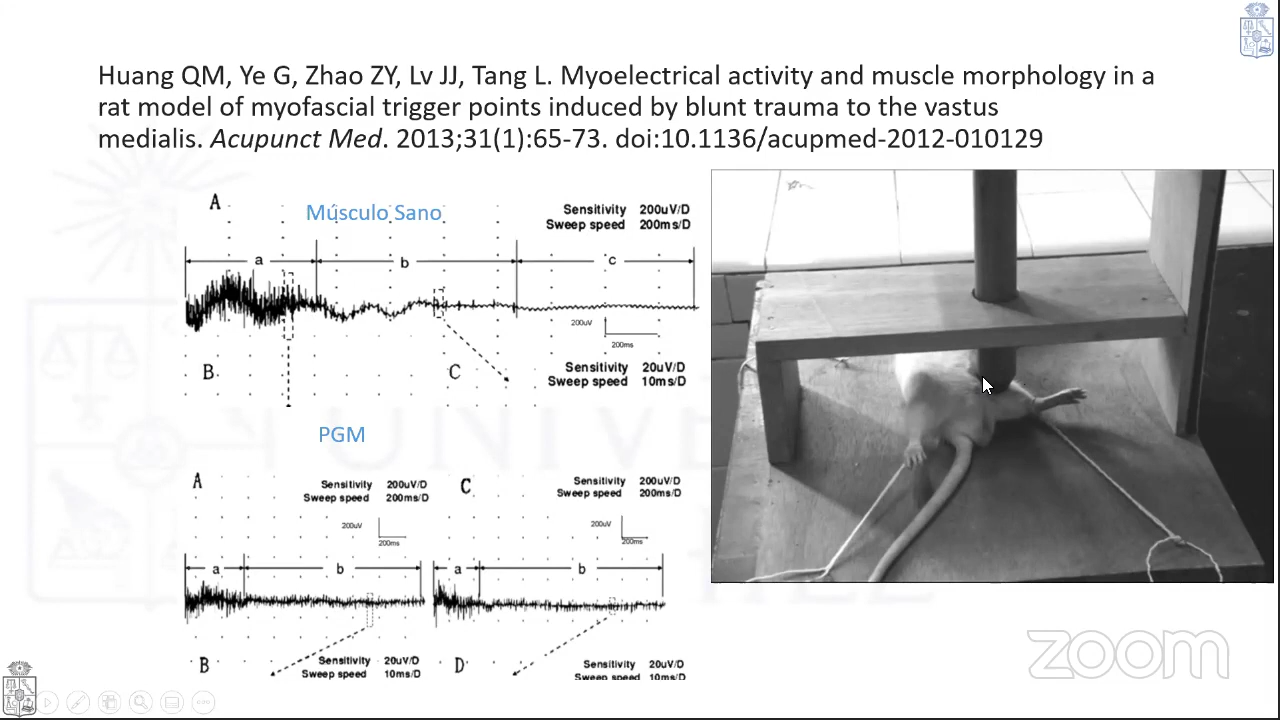 Huang QM, Ye G, Zhao ZY, Lv JJ, Tang L. Myoelectrical activity and muscle morphology in a
rat model of myofascial trigger points induced by blunt trauma to the vastus
medialis. Acupunct Med. 2013;31(1):65-73. doi:10.1136/acupmed-2012-010129
A
Músculo Sano
Sensitivity 200uV/D
Sweep speed 200ms/D
a
b
c
200uV
200ms
B
C
Sensitivity 20uV/D
Sweep speed 10ms/D
PGM
A
Sensitivity 200uV/D
Sweep speed 200ms/D
200uV
200ms
a
b
B
Sensitivity 20uV/D
Sweep speed 10ms/D
C
Sensitivity 200uV/D
Sweep speed 200ms/D
200uV
200ms
a
b
D
Sensitivity 20uV/D
Sweep speed 10ms/D
zoom